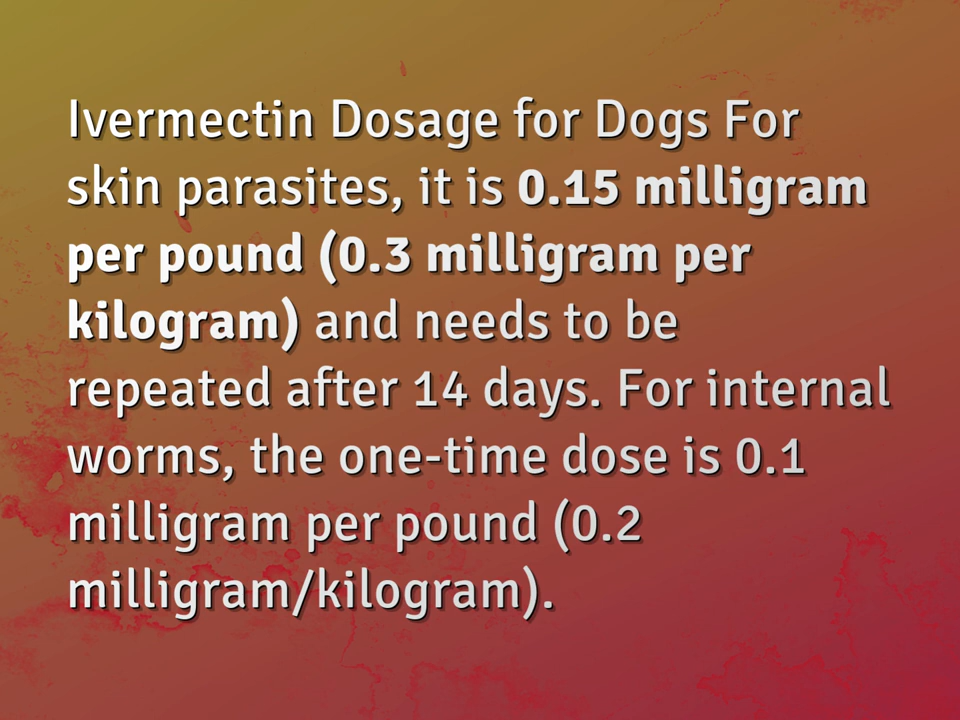 Ivermectin Dosage for Dogs For
skin parasites, it is 0.15 milligram
per pound (0.3 milligram per
kilogram) and needs to be
repeated after 14 days. For internal
worms, the one-time dose is 0.1
milligram per pound (0.2
milligram/kilogram).